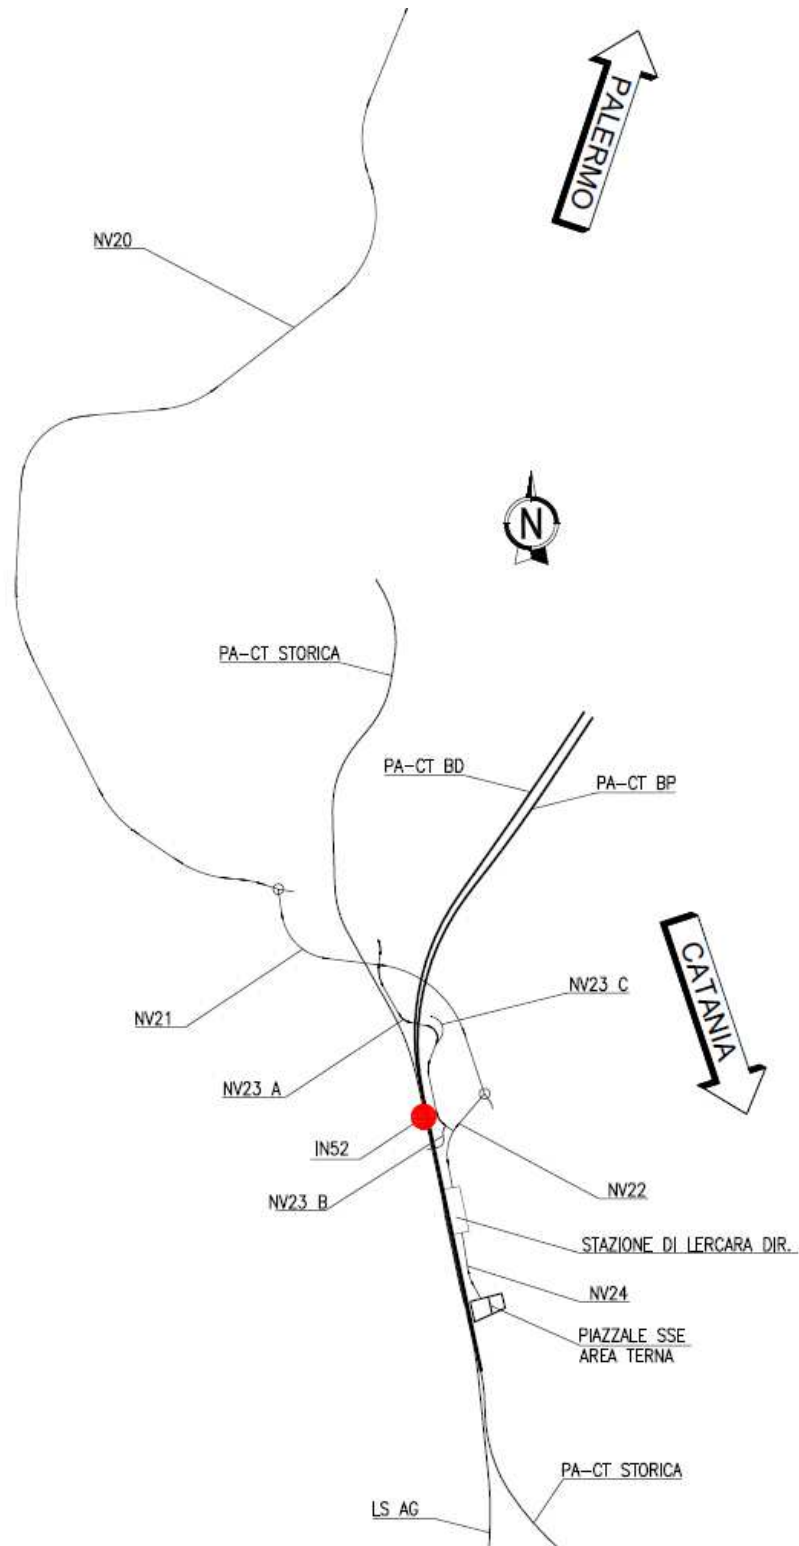 PALERMO
NV20
N
PA-CT STORICA
PA-CT BD
PA-CT BP
CATANIA
NV23 C
NV21
NV23 A
IN52
NV23 B
NV22
STAZIONE DI LERCARA DIR.
NV24
PIAZZALE SSE
AREA TERNA
PA-CT STORICA
LS AG